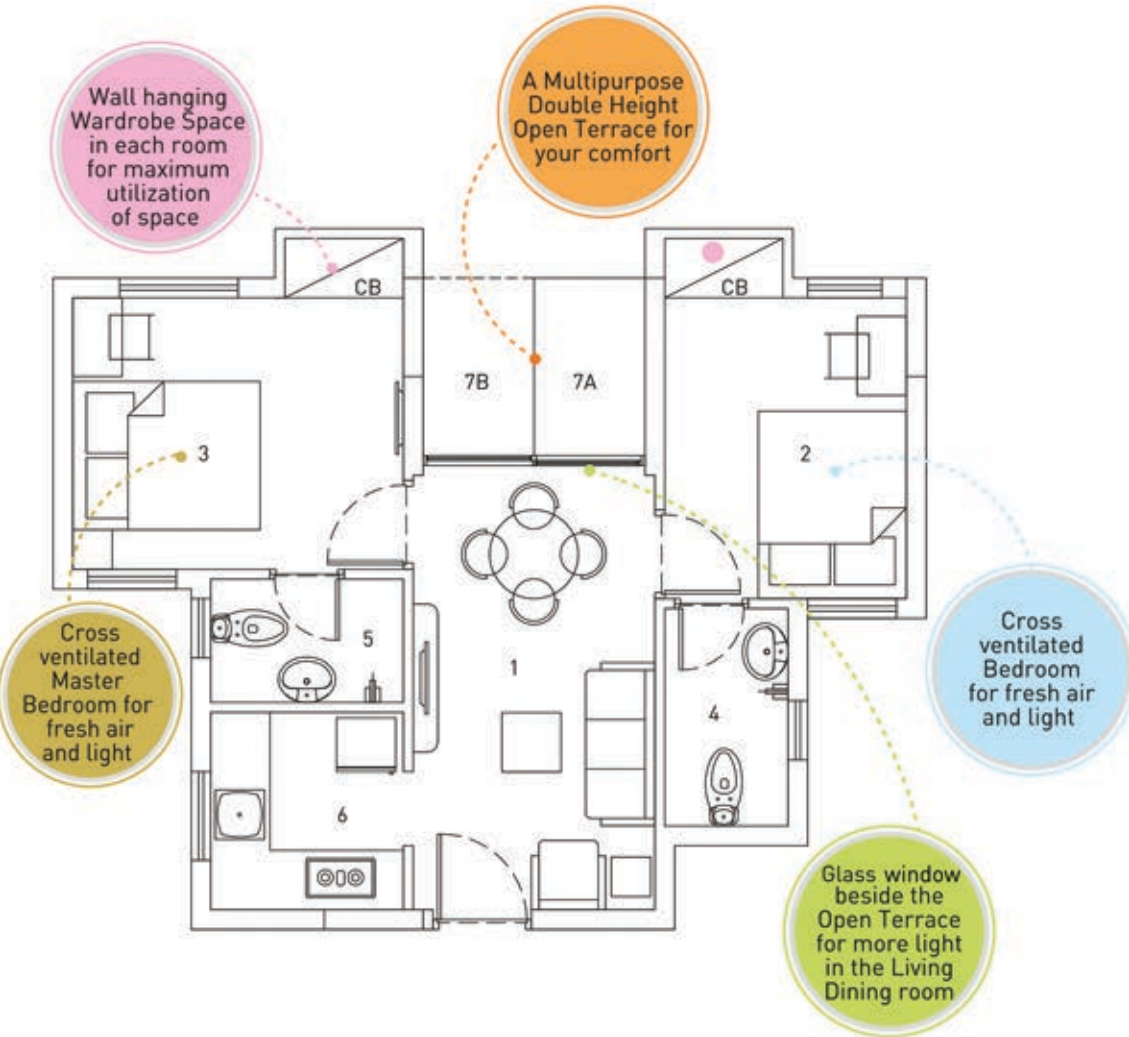 Wall hanging
Wardrobe Space
in each room
for maximum
utilization
of space
A Multipurpose
Double Height
Open Terrace for
your comfort
CB
CB
7B
7A
3
2
Cross
ventilated
Master
Bedroom for
fresh air
and light
5
1
4
Cross
ventilated
Bedroom
for fresh air
and light
6
Glass window
beside the
Open Terrace
for more light
in the Living
Dining room